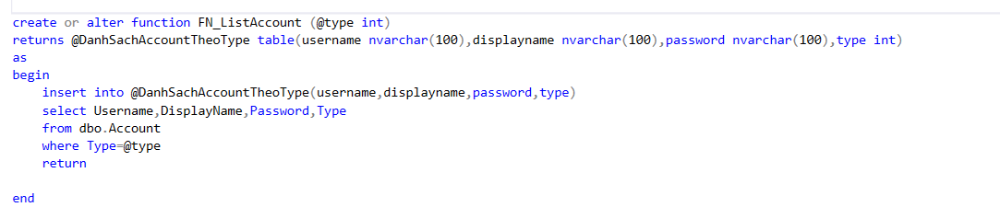 create or alter function FN_ListAccount (@type int)
returns @DanhSachAccountTheoType table(username nvarchar(100),displayname nvarchar(100),password nvarchar(100),type int)
as
begin
insert into @DanhSachAccountTheoType(username,displayname,password,type)
select Username,DisplayName,Password,Type
from dbo.Account
where Type=@type
return
end